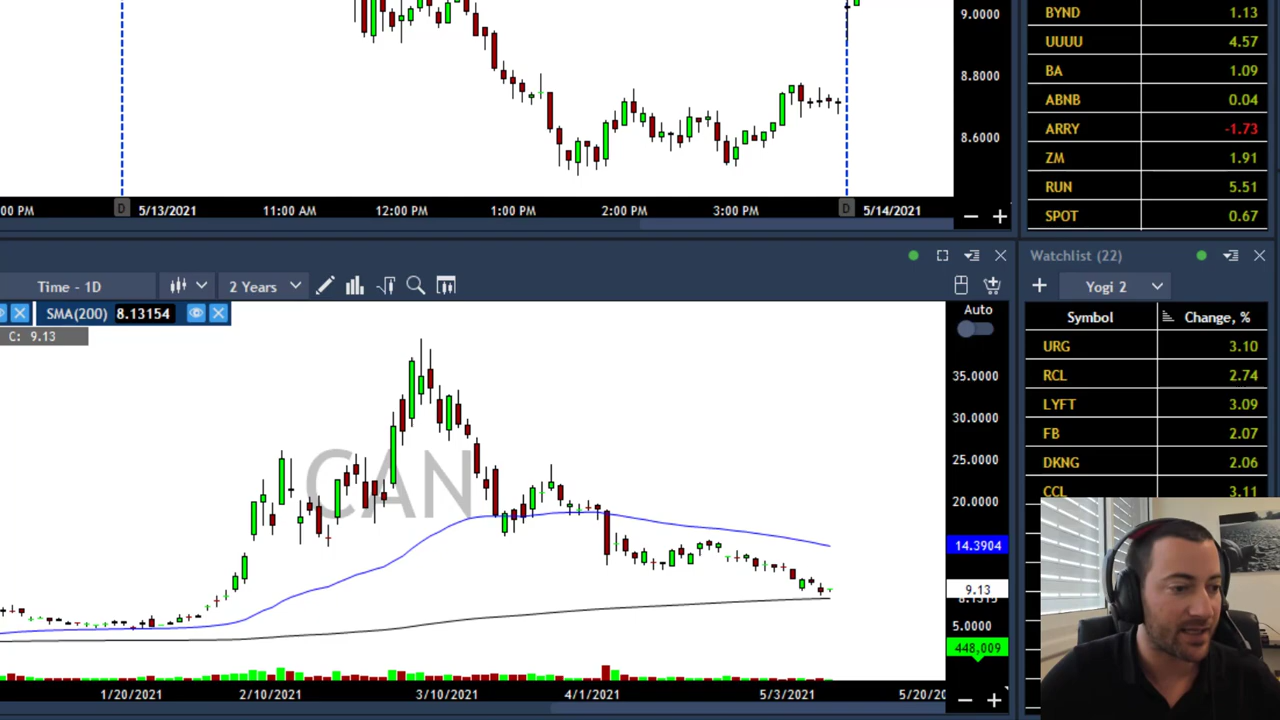 9.0000
8.8000
8.6000
:00 PM
D
5/13/2021
11:00 AM
12:00 PM
1:00 PM
2:00 PM
3:00 PM
D
5/14/2021
BYND 1.13
UUUU 4.57
BA 1.09
ABNB 0.04
ARRY -1.73
ZM 1.91
RUN 5.51
SPOT 0.67
Time - 1D
2 Years
SMA(200) 8.13154
C: 9.13
CAN
Auto
35.0000
30.0000
25.0000
20.0000
14.3904
9.13
5.0000
448,009
1/20/2021
2/10/2021
3/10/2021
4/1/2021
5/3/2021
5/20/20
Watchlist (22)
Yogi 2
Symbol Change, %
URG 3.10
RCL 2.74
LYFT 3.09
FB 2.07
DKNG 2.06
CCL 3.11